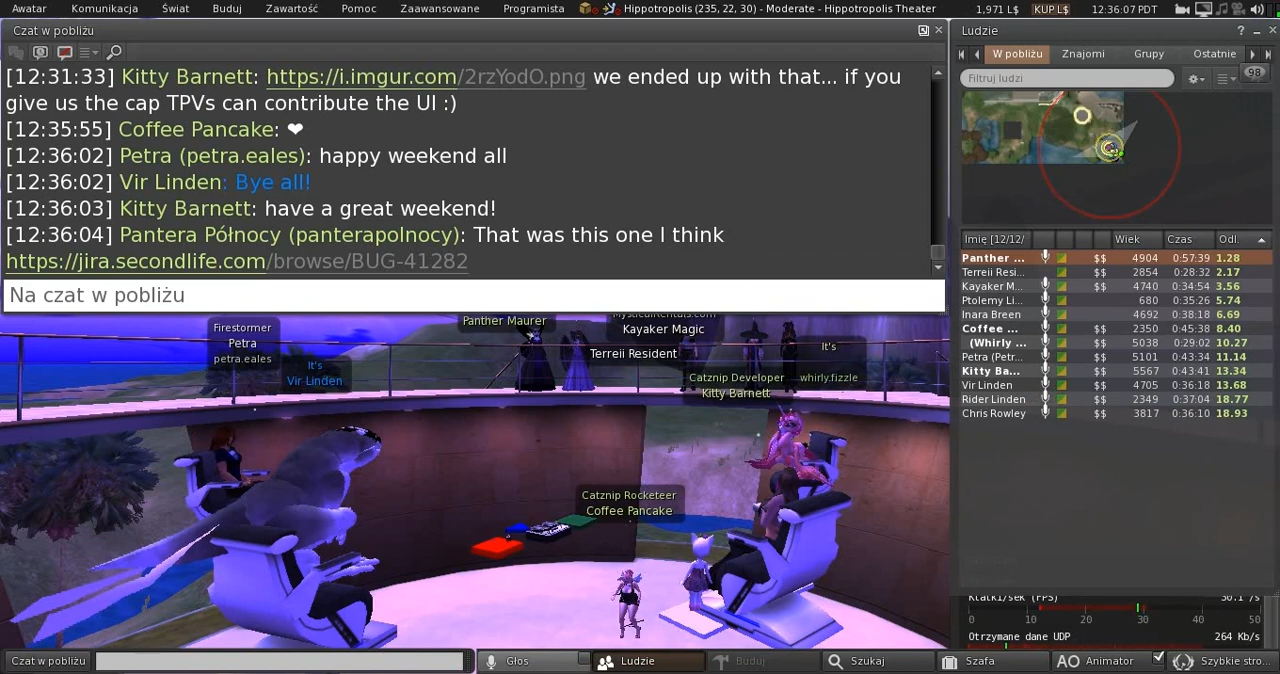 Awatar Komunikacja Świat Buduj Zawartość Pomoc Zaawansowane Programista Hippotropolis (235, 22, 30) - Moderate - Hippotropolis Theater 1,971 L$ KUP L$ 12:36:07 PDT
Czat w pobliżu
[12:31:33] Kitty Barnett: https://i.imgur.com/2rzYodO.png we ended up with that... if you
give us the cap TPVs can contribute the UI :)
[12:35:55] Coffee Pancake: ❤
[12:36:02] Petra (petra.eales): happy weekend all
[12:36:02] Vir Linden: Bye all!
[12:36:03] Kitty Barnett: have a great weekend!
[12:36:04] Pantera Północy (panterapolnocy): That was this one I think
https://jira.secondlife.com/browse/BUG-41282
Na czat w pobliżu
Ludzie
W pobliżu Znajomi Grupy Ostatnie
Filtruj ludzi
98
Imię [12/12/ Wiek Czas Odl.
Panther ... $$ 4904 0:57:39 1.28
Terreii Resi... $$ 2854 0:28:32 2.17
Kayaker M... $$ 4740 0:34:54 3.56
Ptolemy Li... 680 0:35:26 5.74
Inara Breen 4692 0:38:18 6.69
Coffee ... $$ 2350 0:45:38 8.40
(Whirly ... $$ 5038 0:29:02 10.27
Petra (Petr... $$ 5101 0:43:34 11.14
Kitty Ba... $$ 5567 0:43:41 13.34
Vir Linden $$ 4705 0:36:18 13.68
Rider Linden $$ 2349 0:37:04 18.77
Chris Rowley $$ 3817 0:36:10 18.93
Firestormer
Petra
petra.eales
It's
Vir Linden
Panther Maurer
MysticalRentals.com
Kayaker Magic
Terreii Resident
It's
whirly.fizzle
Catznip Developer
Kitty Barnett
Catznip Rocketeer
Coffee Pancake
Klatki/sek (FPS) 30.1 /s
0 10 20 30 40 50
Otrzymane dane UDP 264 Kb/s
Czat w pobliżu Głos Ludzie Buduj Szukaj Szafa AO Animator Szybkie stro...